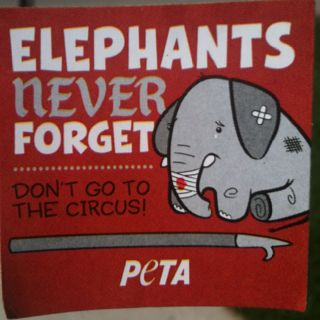 ELEPHANTS
NEVER
FORGET
DON'T GO TO
THE CIRCUS!
PeTA